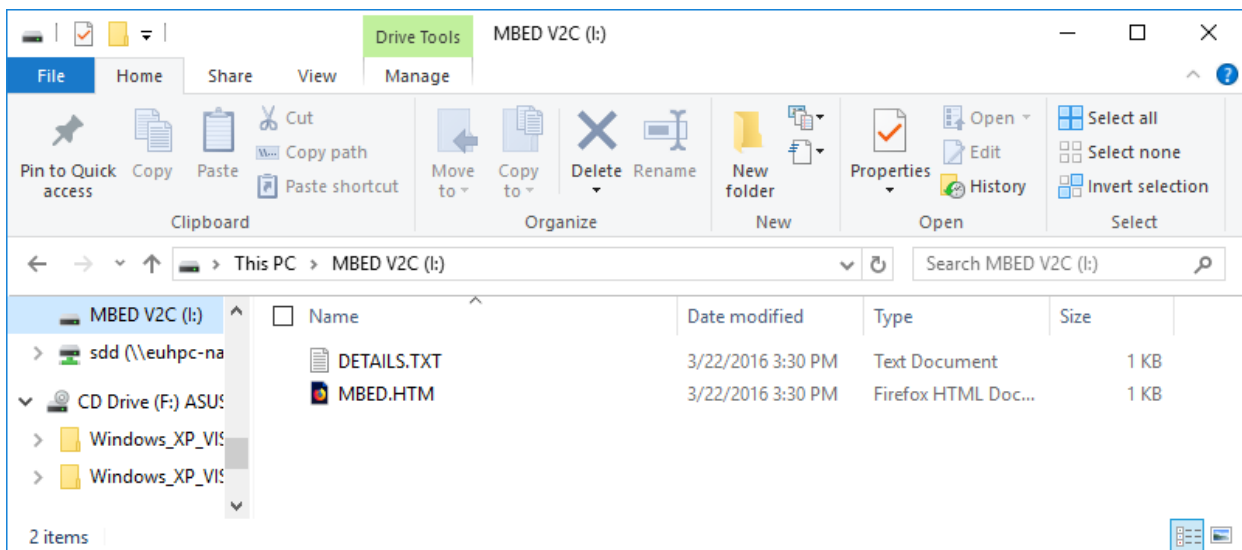 Drive Tools MBED V2C (I:)
File Home Share View Manage
Pin to Quick access
Copy
Paste
Cut
Copy path
Paste shortcut
Clipboard
Move to
Copy to
Delete
Rename
Organize
New folder
New
Properties
Open
Edit
History
Open
Select all
Select none
Invert selection
Select
This PC > MBED V2C (I:)
Search MBED V2C (I:)
MBED V2C (I:)
sdd (\\euhpc-na
CD Drive (F:) ASUS
Windows_XP_VIS
Windows_XP_VIS
Name Date modified Type Size
DETAILS.TXT 3/22/2016 3:30 PM Text Document 1 KB
MBED.HTM 3/22/2016 3:30 PM Firefox HTML Doc... 1 KB
2 items